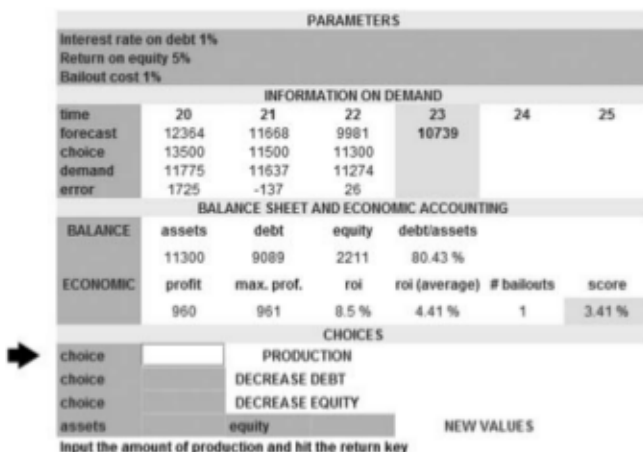 PARAMETERS
Interest rate on debt 1%
Return on equity 5%
Bailout cost 1%
INFORMATION ON DEMAND
time 20 21 22 23 24 25
forecast 12364 11668 9981 10739
choice 13500 11500 11300
demand 11775 11637 11274
error 1725 -137 26
BALANCE SHEET AND ECONOMIC ACCOUNTING
BALANCE assets debt equity debt/assets
11300 9089 2211 80.43 %
ECONOMIC profit max. prof. roi roi (average) # bailouts score
960 961 8.5 % 4.41 % 1 3.41 %
CHOICES
choice PRODUCTION
choice DECREASE DEBT
choice DECREASE EQUITY
assets equity NEW VALUES
Input the amount of production and hit the return key